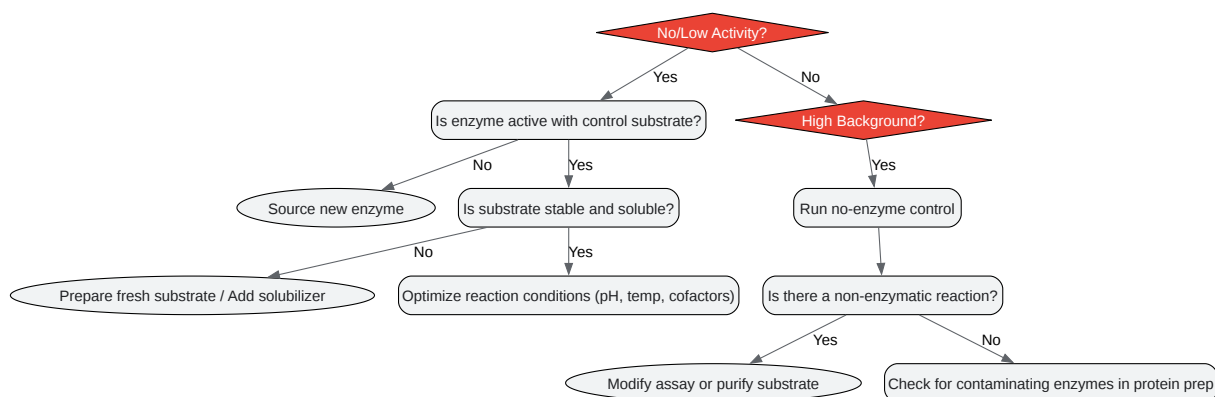 No/Low Activity?
Yes
No
Is enzyme active with control substrate?
High Background?
No
Yes
Yes
Source new enzyme
Is substrate stable and soluble?
Run no-enzyme control
No
Yes
Prepare fresh substrate / Add solubilizer
Optimize reaction conditions (pH, temp, cofactors)
Is there a non-enzymatic reaction?
Yes
No
Modify assay or purify substrate
Check for contaminating enzymes in protein prep